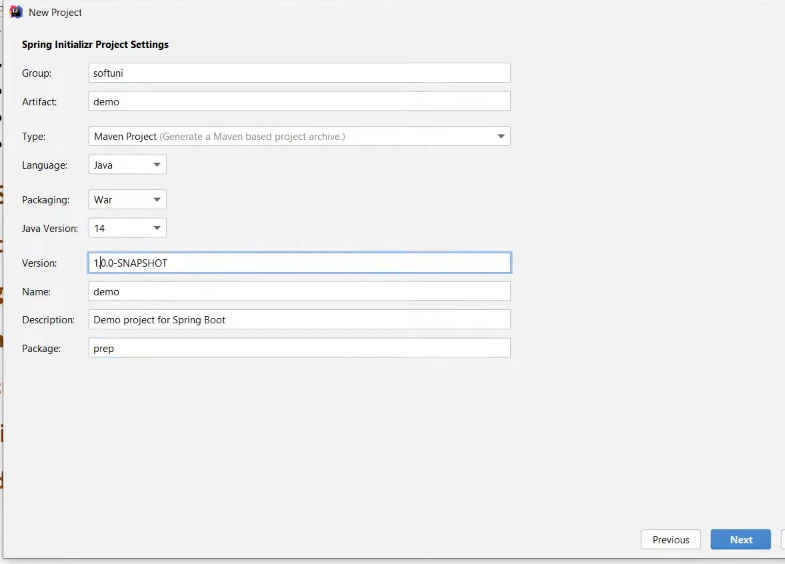 New Project
Spring Initializr Project Settings
Group: softuni
Artifact: demo
Type: Maven Project (Generate a Maven based project archive.)
Language: Java
Packaging: War
Java Version: 14
Version: 1.0.0-SNAPSHOT
Name: demo
Description: Demo project for Spring Boot
Package: prep
Previous Next